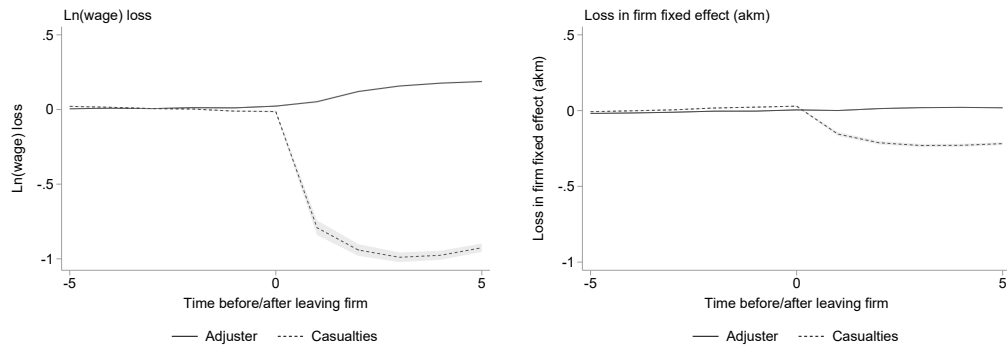 Ln(wage) loss
.5
0
-.5
-1
Ln(wage) loss
-5
0
5
Time before/after leaving firm
Adjuster
Casualties
Loss in firm fixed effect (akm)
.5
0
-.5
-1
Loss in firm fixed effect (akm)
-5
0
5
Time before/after leaving firm
Adjuster
Casualties